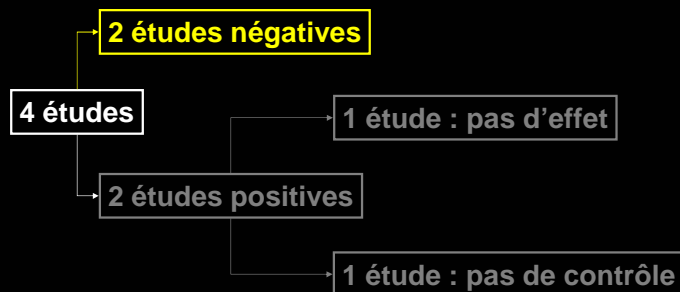 2 études négatives
4 études
1 étude : pas d'effet
2 études positives
1 étude : pas de contrôle